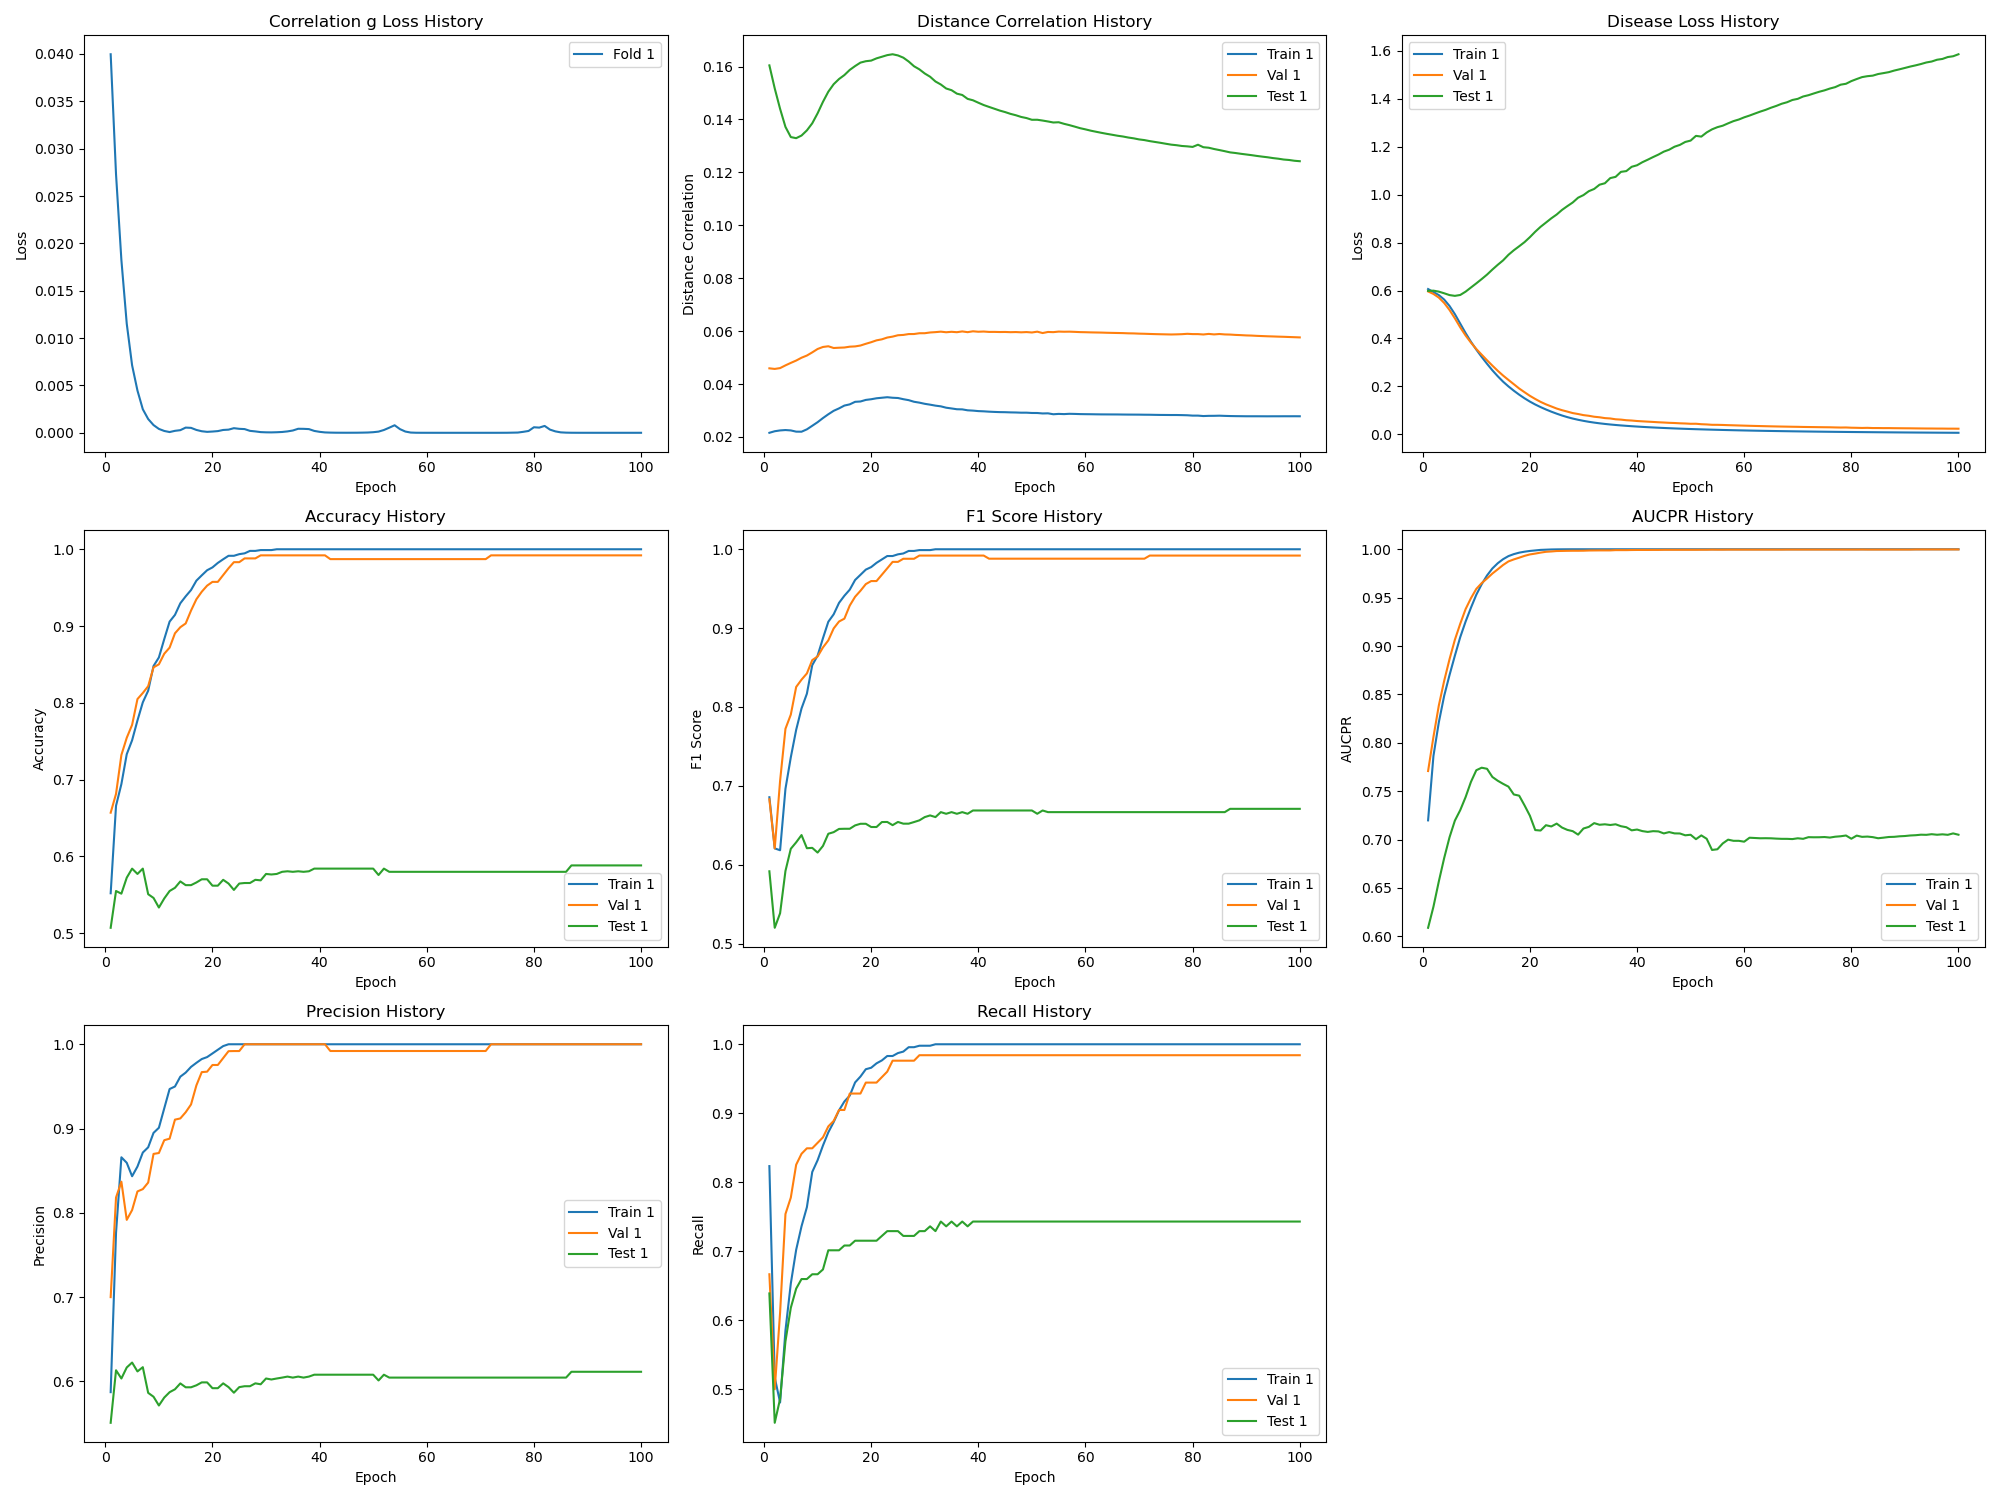 Correlation g Loss History
Loss
0.040
0.035
0.030
0.025
0.020
0.015
0.010
0.005
0.000
0 20 40 60 80 100
Epoch
Fold 1
Distance Correlation History
Distance Correlation
0.16
0.14
0.12
0.10
0.08
0.06
0.04
0.02
0 20 40 60 80 100
Epoch
Train 1
Val 1
Test 1
Disease Loss History
Loss
1.6
1.4
1.2
1.0
0.8
0.6
0.4
0.2
0.0
0 20 40 60 80 100
Epoch
Train 1
Val 1
Test 1
Accuracy History
Accuracy
1.0
0.9
0.8
0.7
0.6
0.5
0 20 40 60 80 100
Epoch
Train 1
Val 1
Test 1
F1 Score History
F1 Score
1.0
0.9
0.8
0.7
0.6
0.5
0 20 40 60 80 100
Epoch
Train 1
Val 1
Test 1
AUCPR History
AUCPR
1.00
0.95
0.90
0.85
0.80
0.75
0.70
0.65
0.60
0 20 40 60 80 100
Epoch
Train 1
Val 1
Test 1
Precision History
Precision
1.0
0.9
0.8
0.7
0.6
0 20 40 60 80 100
Epoch
Train 1
Val 1
Test 1
Recall History
Recall
1.0
0.9
0.8
0.7
0.6
0.5
0 20 40 60 80 100
Epoch
Train 1
Val 1
Test 1